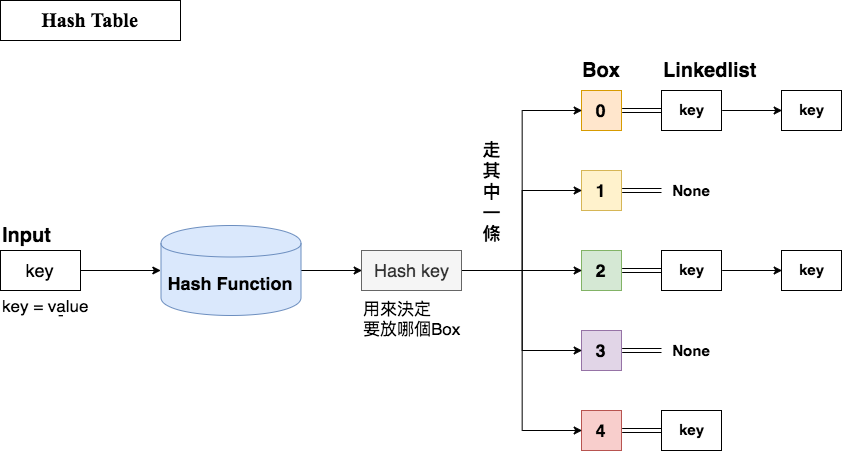 Hash Table
Box
Linkedlist
0
key
key
走其中一條
1
None
Input
key
Hash Function
Hash key
2
key
key
key = value
用來決定
要放哪個Box
3
None
4
key